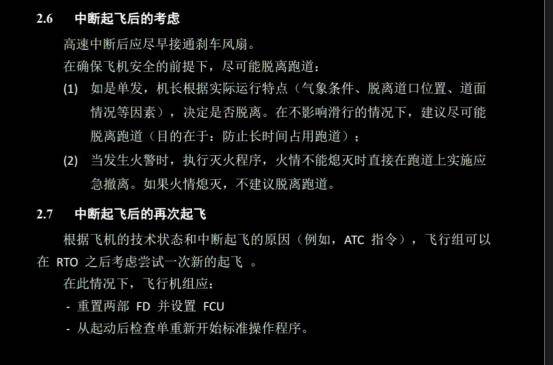 2.6 中断起飞后的考虑
高速中断后应尽早接通刹车风扇。
在确保飞机安全的前提下，尽可能脱离跑道：
(1) 如是单发，机长根据实际运行特点（气象条件、脱离道口位置、道面
情况等因素），决定是否脱离。在不影响滑行的情况下，建议尽可能
脱离跑道（目的在于：防止长时间占用跑道）；
(2) 当发生火警时，执行灭火程序，火情不能熄灭时直接在跑道上实施应
急撤离。如果火情熄灭，不建议脱离跑道。
2.7 中断起飞后的再次起飞
根据飞机的技术状态和中断起飞的原因（例如，ATC 指令），飞行组可以
在 RTO 之后考虑尝试一次新的起飞 。
在此情况下，飞行机组应：
- 重置两部 FD 并设置 FCU
- 从起动后检查单重新开始标准操作程序。